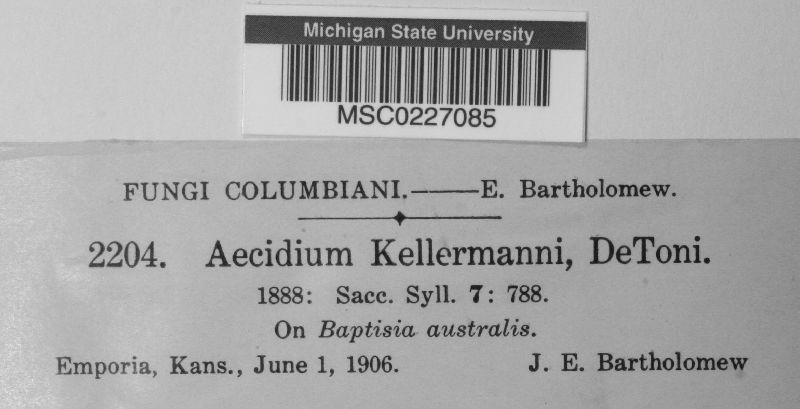 Michigan State University
MSC0227085
FUNGI COLUMBIANI.——E. Bartholomew.
2204. Aecidium Kellermanni, DeToni.
1888: Sacc. Syll. 7: 788.
On Baptisia australis.
Emporia, Kans., June 1, 1906. J. E. Bartholomew